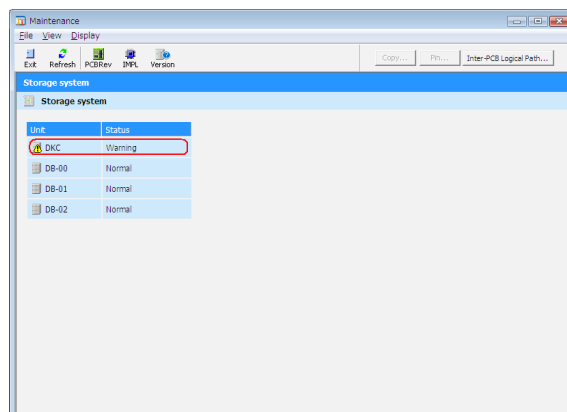 Maintenance
File View Display
Exit Refresh PCBRev IMPL Version Copy... Pin... Inter-PCB Logical Path...
Storage system
Storage system
Unit Status
DKC Warning
DB-00 Normal
DB-01 Normal
DB-02 Normal